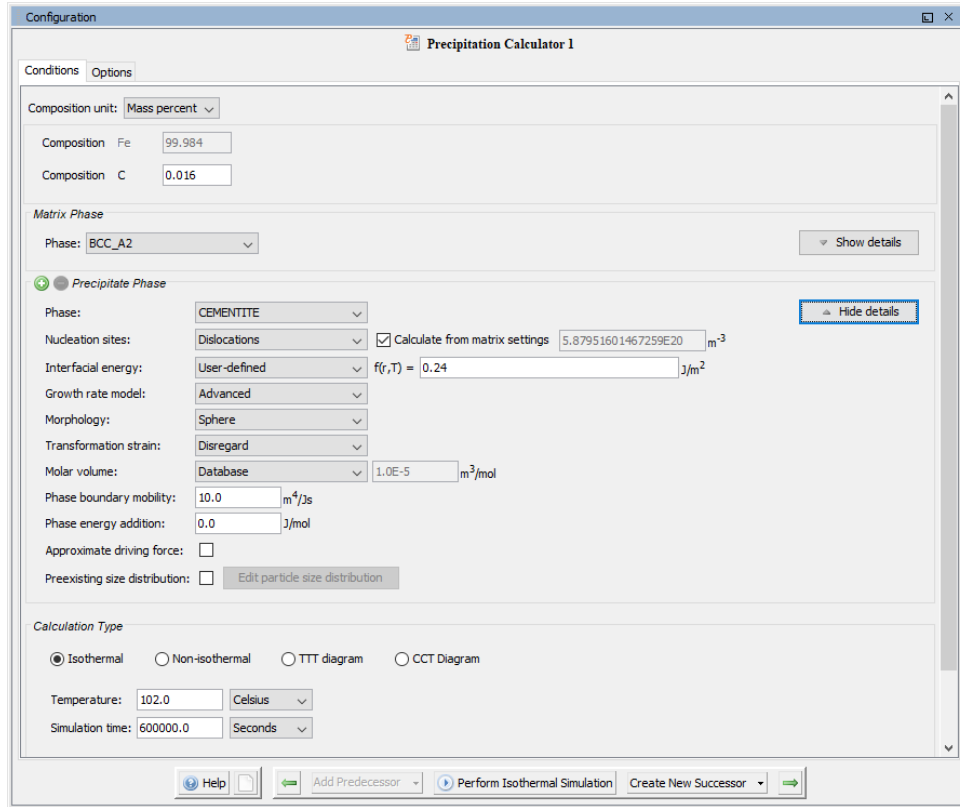 Configuration
Precipitation Calculator 1
Conditions Options
Composition unit: Mass percent
Composition Fe 99.984
Composition C 0.016
Matrix Phase
Phase: BCC_A2 Show details
Precipitate Phase
Phase: CEMENTITE Hide details
Nucleation sites: Dislocations Calculate from matrix settings 5.87951601467259E20 m-3
Interfacial energy: User-defined f(r,T) = 0.24 J/m2
Growth rate model: Advanced
Morphology: Sphere
Transformation strain: Disregard
Molar volume: Database 1.0E-5 m3/mol
Phase boundary mobility: 10.0 m4/Js
Phase energy addition: 0.0 J/mol
Approximate driving force:
Preexisting size distribution: Edit particle size distribution
Calculation Type
Isothermal Non-isothermal TTT diagram CCT Diagram
Temperature: 102.0 Celsius
Simulation time: 600000.0 Seconds
Help Add Predecessor Perform Isothermal Simulation Create New Successor